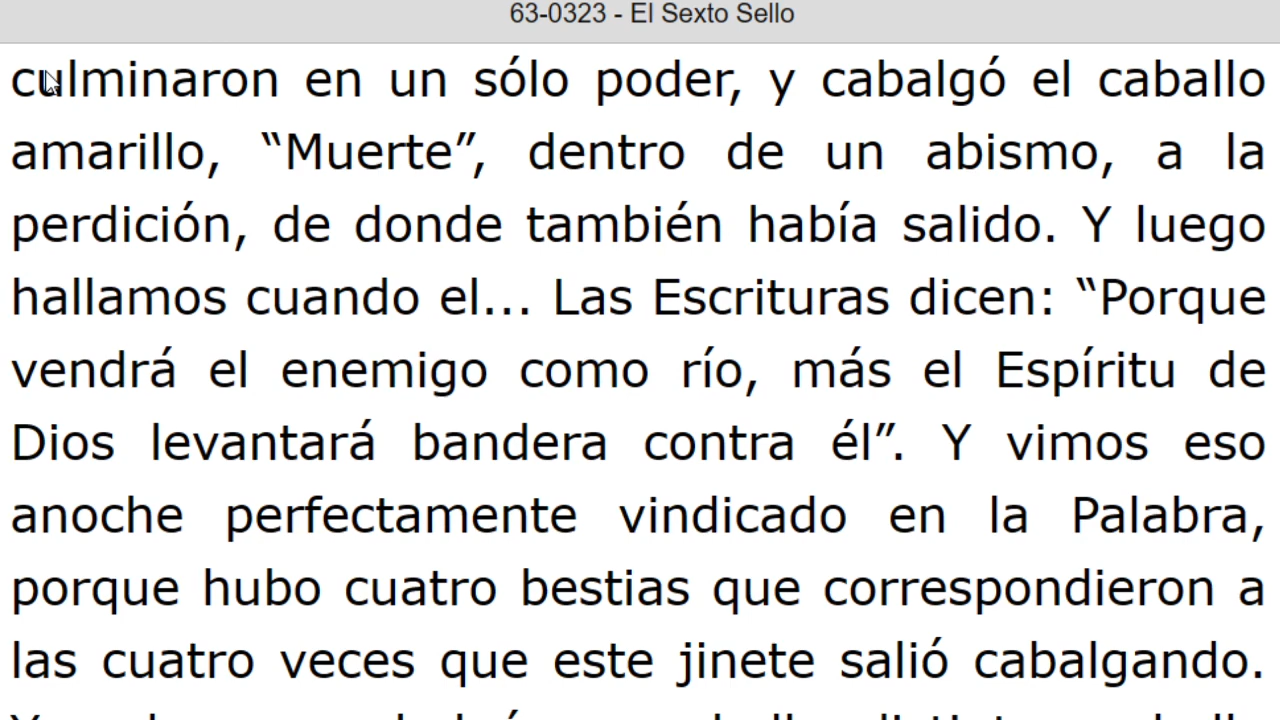 63-0323 - El Sexto Sello
culminaron en un sólo poder, y cabalgó el caballo
amarillo, “Muerte”, dentro de un abismo, a la
perdición, de donde también había salido. Y luego
hallamos cuando el... Las Escrituras dicen: “Porque
vendrá el enemigo como río, más el Espíritu de
Dios levantará bandera contra él”. Y vimos eso
anoche perfectamente vindicado en la Palabra,
porque hubo cuatro bestias que correspondieron a
las cuatro veces que este jinete salió cabalgando.